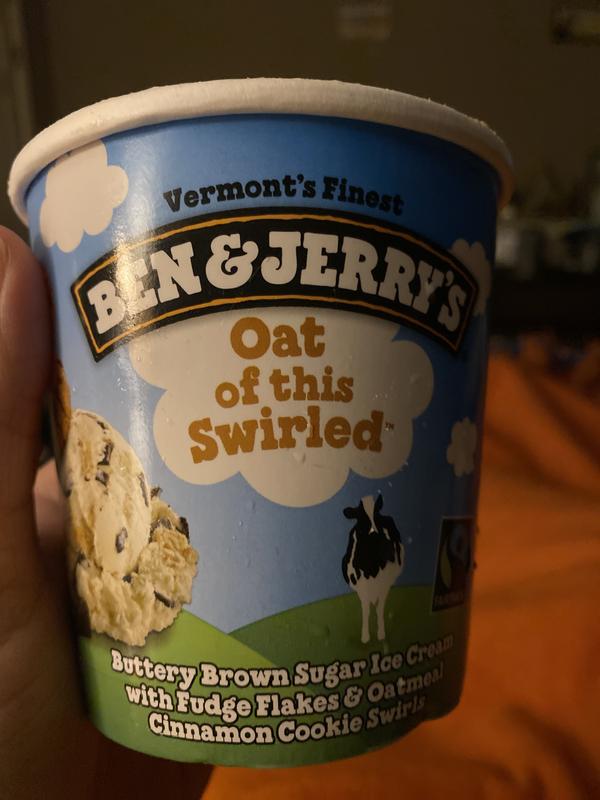 Vermont's Finest
BEN & JERRY'S
Oat
of this
Swirled™
Buttery Brown Sugar Ice Cream
with Fudge Flakes & Oatmeal
Cinnamon Cookie Swirls